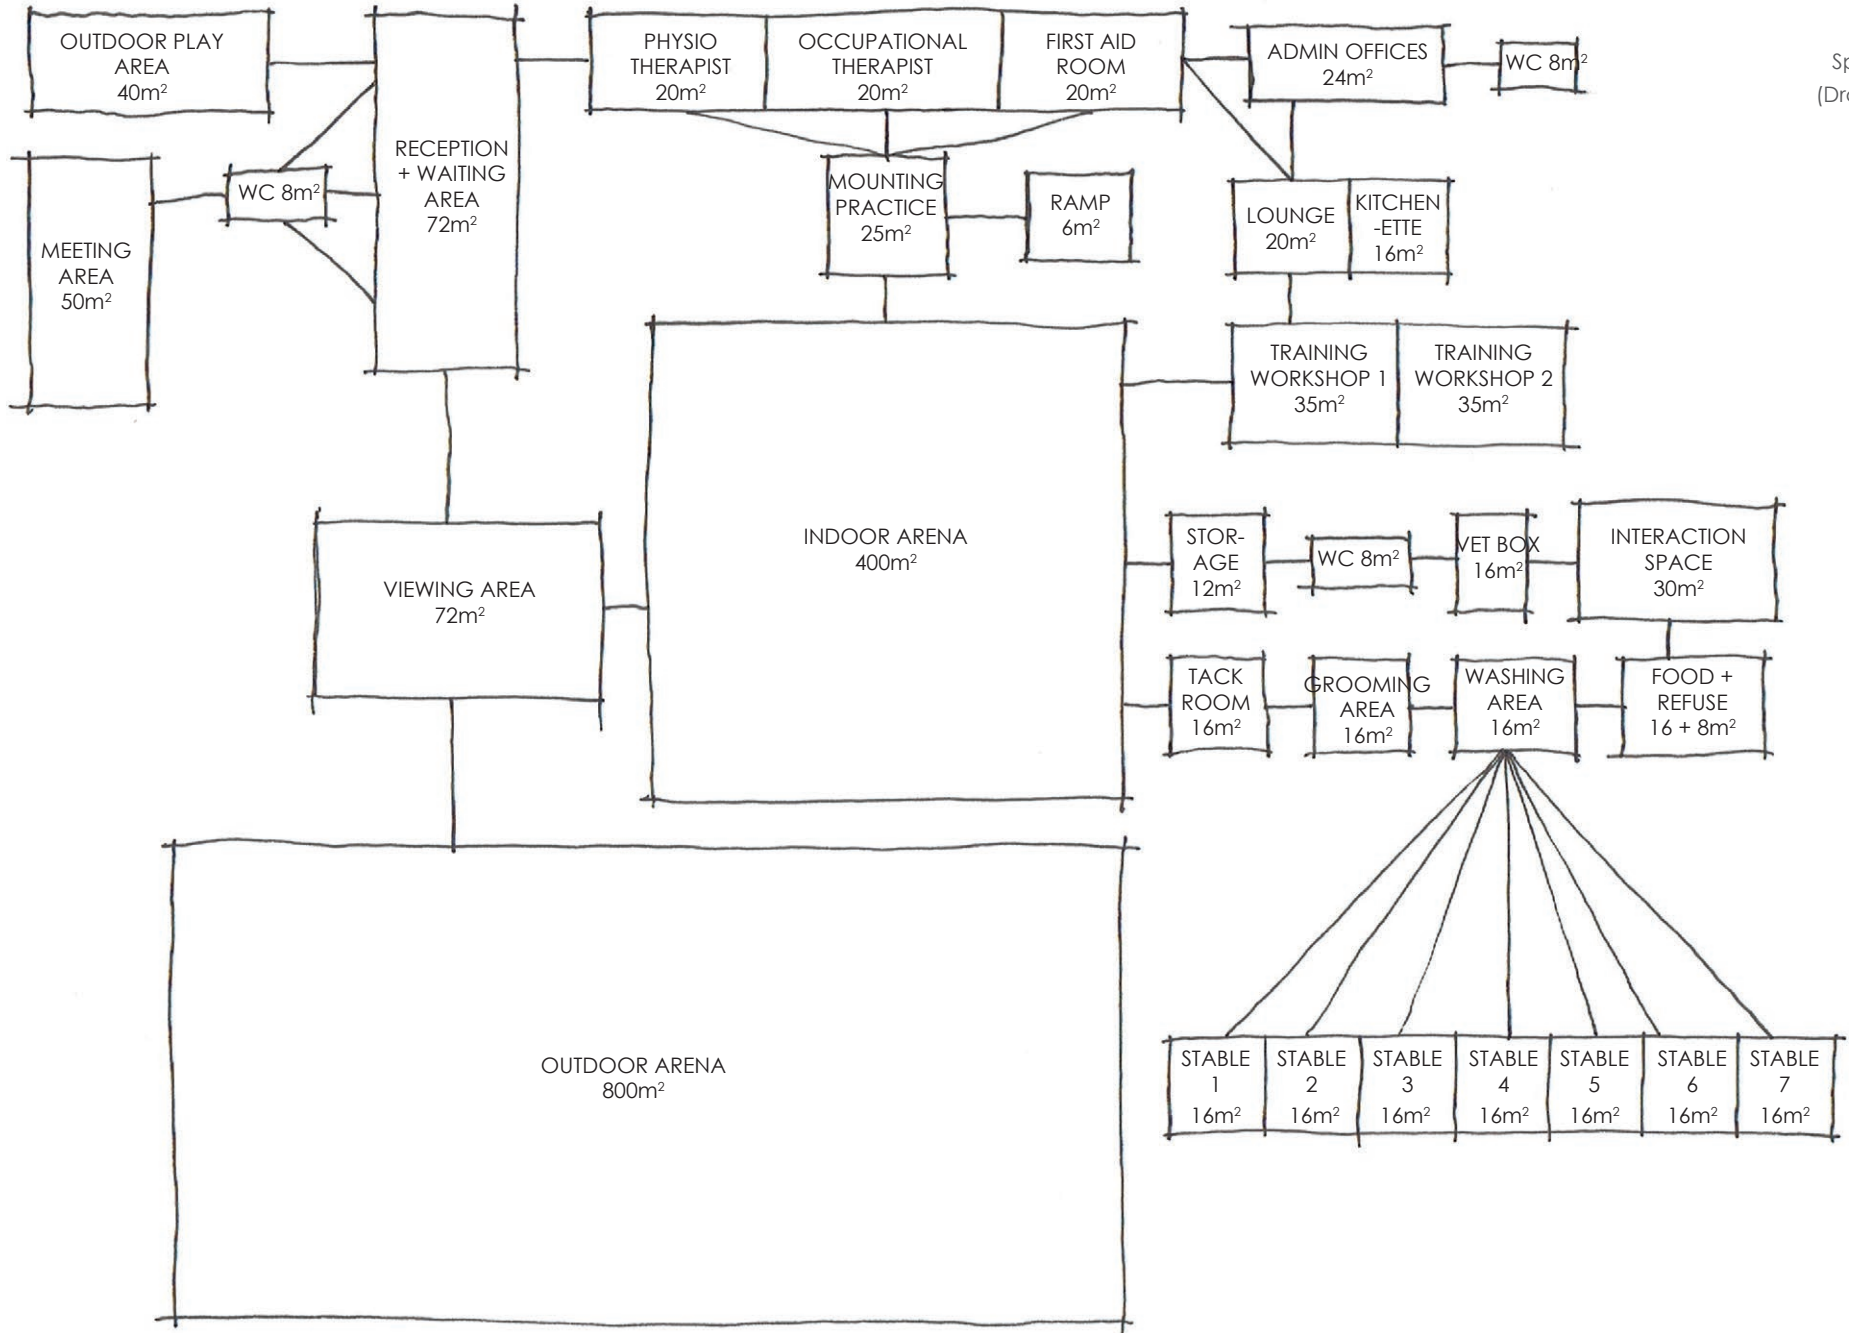 OUTDOOR PLAY
AREA
40m²
RECEPTION
+ WAITING
AREA
72m²
PHYSIO
THERAPIST
20m²
OCCUPATIONAL
THERAPIST
20m²
FIRST AID
ROOM
20m²
ADMIN OFFICES
24m²
WC 8m²
MEETING
AREA
50m²
WC 8m²
MOUNTING
PRACTICE
25m²
RAMP
6m²
LOUNGE
20m²
KITCHEN
-ETTE
16m²
TRAINING
WORKSHOP 1
35m²
TRAINING
WORKSHOP 2
35m²
VIEWING AREA
72m²
INDOOR ARENA
400m²
STOR-
AGE
12m²
WC 8m²
VET BOX
16m²
INTERACTION
SPACE
30m²
TACK
ROOM
16m²
GROOMING
AREA
16m²
WASHING
AREA
16m²
FOOD +
REFUSE
16 + 8m²
OUTDOOR ARENA
800m²
STABLE
1
16m²
STABLE
2
16m²
STABLE
3
16m²
STABLE
4
16m²
STABLE
5
16m²
STABLE
6
16m²
STABLE
7
16m²